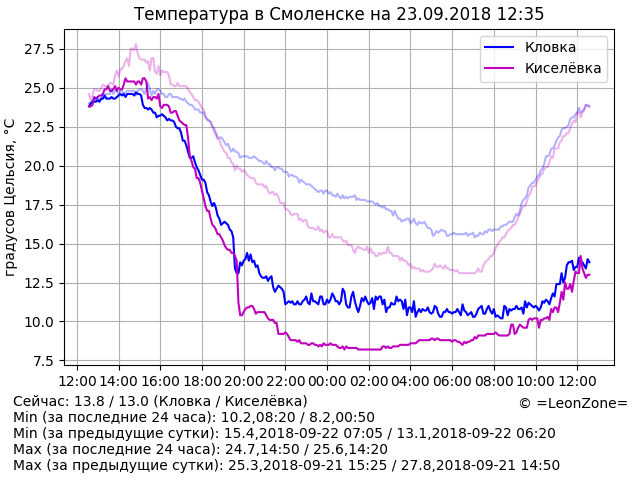 Температура в Смоленске на 23.09.2018 12:35
Кловка
Киселёвка
градусов Цельсия, °C
27.5
25.0
22.5
20.0
17.5
15.0
12.5
10.0
7.5
12:00 14:00 16:00 18:00 20:00 22:00 00:00 02:00 04:00 06:00 08:00 10:00 12:00
Сейчас: 13.8 / 13.0 (Кловка / Киселёвка)
© =LeonZone=
Min (за последние 24 часа): 10.2,08:20 / 8.2,00:50
Min (за предыдущие сутки): 15.4,2018-09-22 07:05 / 13.1,2018-09-22 06:20
Max (за последние 24 часа): 24.7,14:50 / 25.6,14:20
Max (за предыдущие сутки): 25.3,2018-09-21 15:25 / 27.8,2018-09-21 14:50